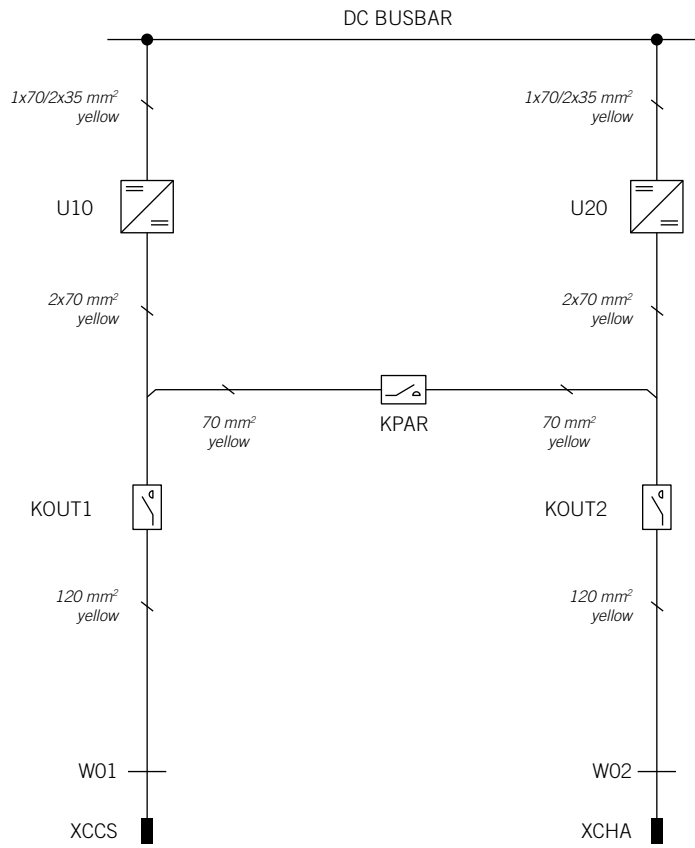 DC BUSBAR
1x70/2x35 mm²
yellow
1x70/2x35 mm²
yellow
U10
U20
2x70 mm²
yellow
2x70 mm²
yellow
70 mm²
yellow
KPAR
70 mm²
yellow
KOUT1
KOUT2
120 mm²
yellow
120 mm²
yellow
W01
W02
XCCS
XCHA